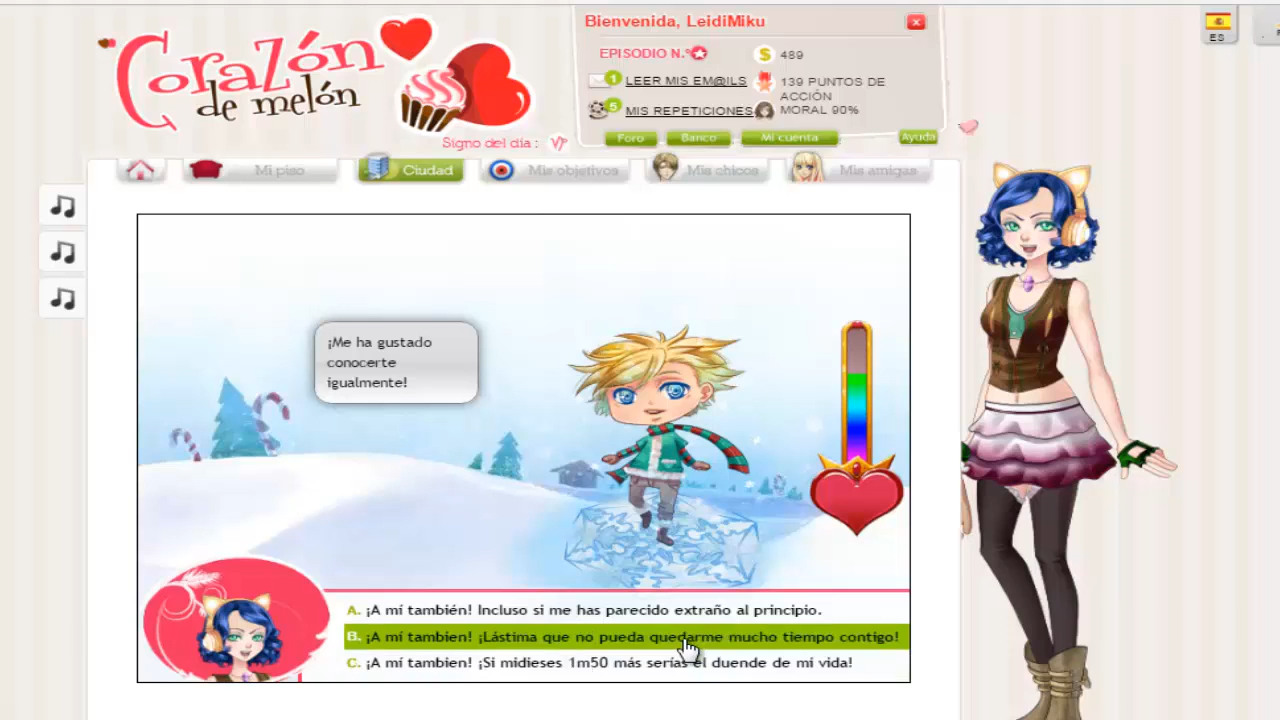 Corazón
de melón
Signo del día :
Bienvenida, LeidiMiku
EPISODIO N.º
489
1
LEER MIS EM@ILS
139 PUNTOS DE
ACCIÓN
5
MIS REPETICIONES
MORAL 90%
Foro
Banco
Mi cuenta
Ayuda
ES
Mi piso
Ciudad
Mis objetivos
Mis chicos
Mis amigas
¡Me ha gustado
conocerte
igualmente!
A. ¡A mí también! Incluso si me has parecido extraño al principio.
B. ¡A mí tambien! ¡Lástima que no pueda quedarme mucho tiempo contigo!
C. ¡A mí tambien! ¡Si midieses 1m50 más serías el duende de mi vida!